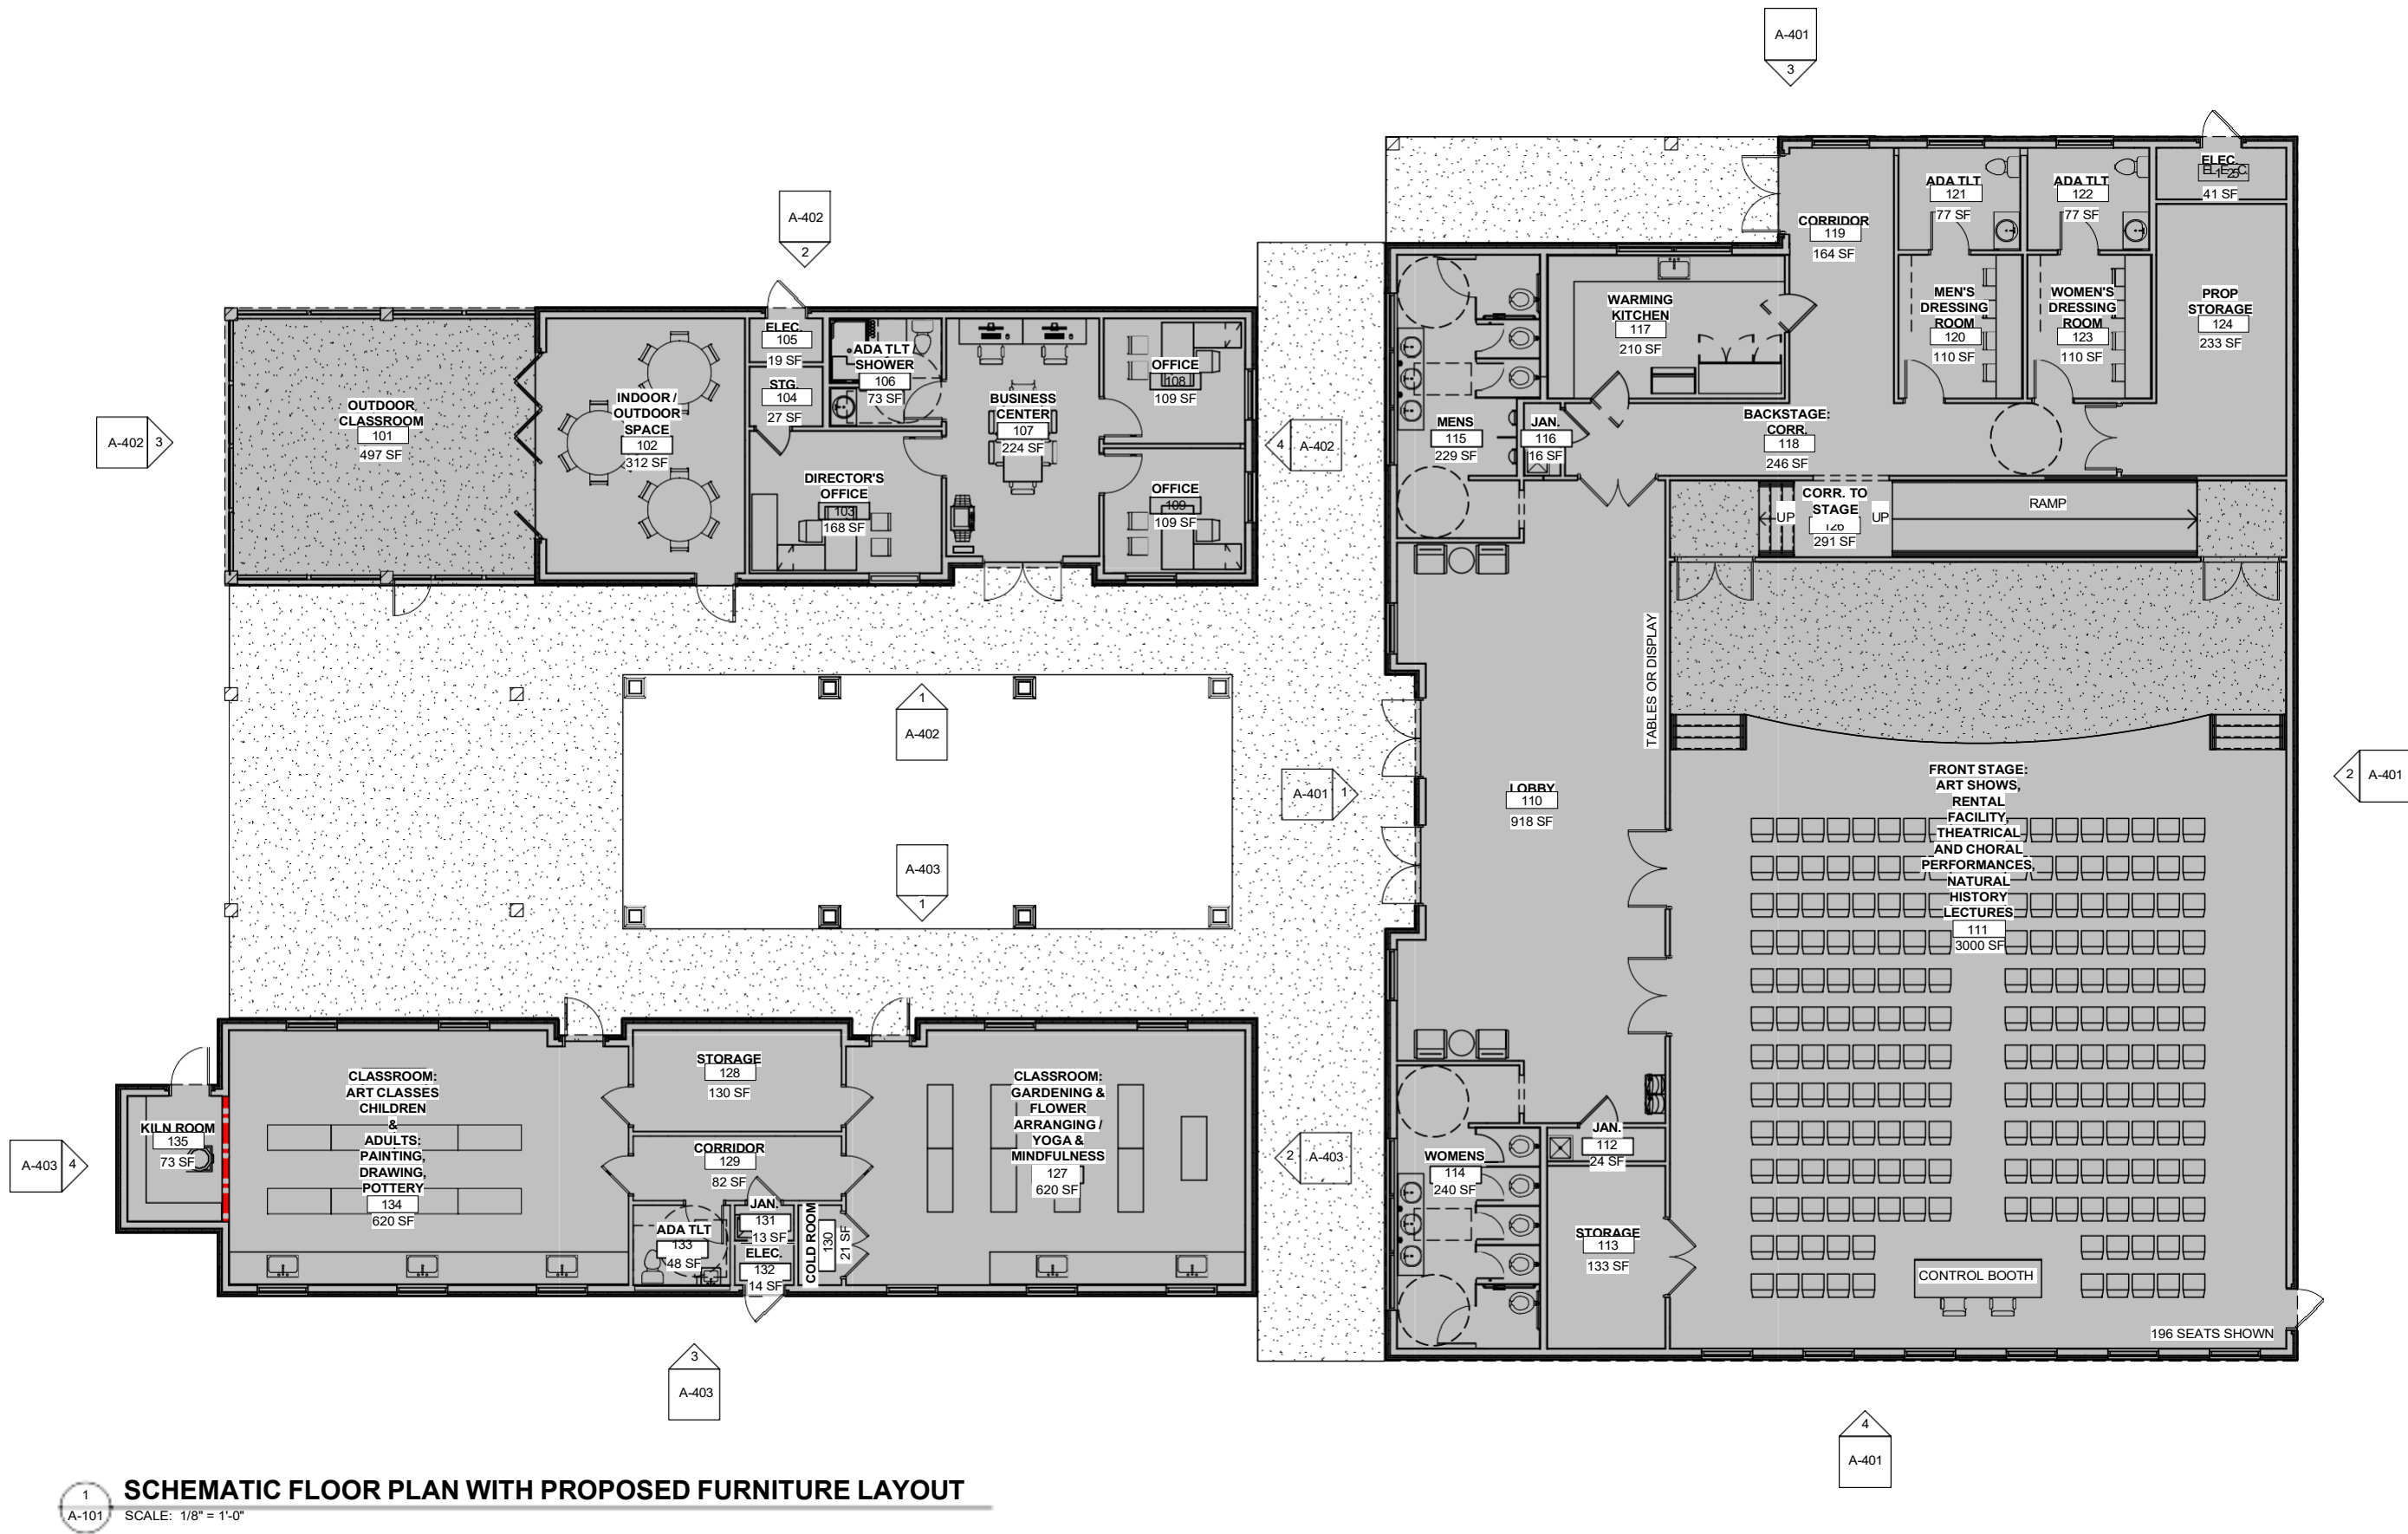 A-401
3
A-402
2
A-402
3
4
A-402
1
A-402
A-403
1
A-401
1
2
A-401
A-403
4
2
A-403
3
A-403
4
A-401
OUTDOOR
CLASSROOM
101
497 SF
INDOOR /
OUTDOOR
SPACE
102
312 SF
ELEC.
105
19 SF
STG.
104
27 SF
ADA TLT /
SHOWER
106
73 SF
DIRECTOR'S
OFFICE
103
168 SF
BUSINESS
CENTER
107
224 SF
OFFICE
108
109 SF
OFFICE
109
109 SF
MENS
115
229 SF
JAN.
116
16 SF
WARMING
KITCHEN
117
210 SF
CORRIDOR
119
164 SF
ADA TLT
121
77 SF
ADA TLT
122
77 SF
ELEC.
41 SF
MEN'S
DRESSING
ROOM
120
110 SF
WOMEN'S
DRESSING
ROOM
123
110 SF
PROP
STORAGE
124
233 SF
BACKSTAGE:
CORR.
118
246 SF
UP
CORR. TO
STAGE
126
291 SF
UP
RAMP
TABLES OR DISPLAY
LOBBY
110
918 SF
FRONT STAGE:
ART SHOWS,
RENTAL
FACILITY,
THEATRICAL
AND CHORAL
PERFORMANCES,
NATURAL
HISTORY
LECTURES
111
3000 SF
CONTROL BOOTH
196 SEATS SHOWN
JAN.
112
24 SF
WOMENS
114
240 SF
STORAGE
113
133 SF
KILN ROOM
135
73 SF
CLASSROOM:
ART CLASSES
CHILDREN
&
ADULTS:
PAINTING,
DRAWING,
POTTERY
134
620 SF
STORAGE
128
130 SF
CORRIDOR
129
82 SF
ADA TLT
133
48 SF
JAN.
131
13 SF
ELEC.
132
14 SF
COLD ROOM
130
21 SF
CLASSROOM:
GARDENING &
FLOWER
ARRANGING /
YOGA &
MINDFULNESS
127
620 SF
1
A-101
SCHEMATIC FLOOR PLAN WITH PROPOSED FURNITURE LAYOUT
SCALE: 1/8" = 1'-0"